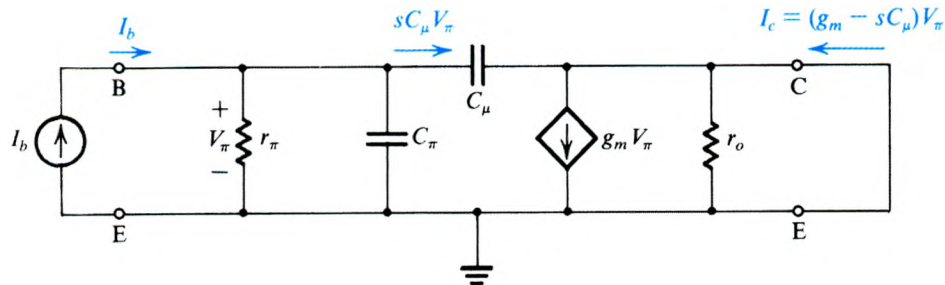 I_b
sC_μV_π
I_c = (g_m − sC_μ)V_π
B
C_μ
C
I_b
+
V_π
−
r_π
C_π
g_mV_π
r_o
E
E